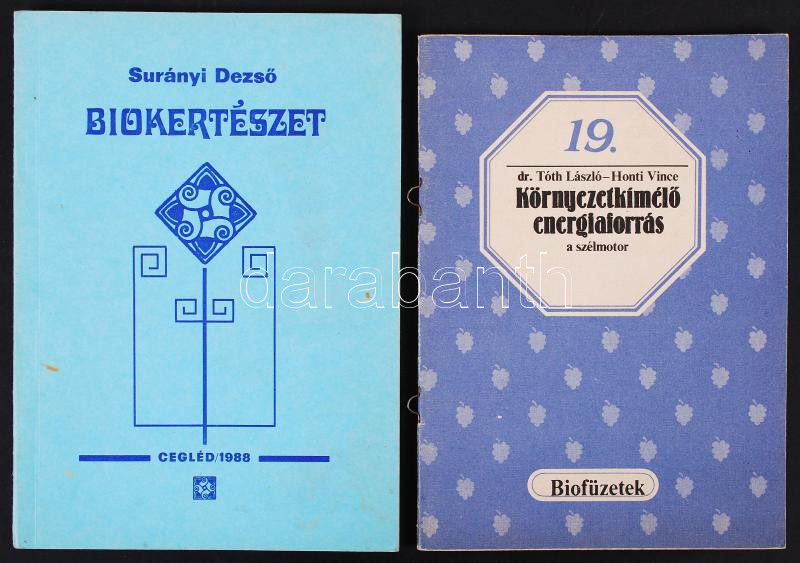 Surányi Dezső
BIOKERTÉSZET
CEGLÉD/1988
19.
dr. Tóth László–Honti Vince
Környezetkímélő
energiaforrás
a szélmotor
Biofüzetek
darabanth